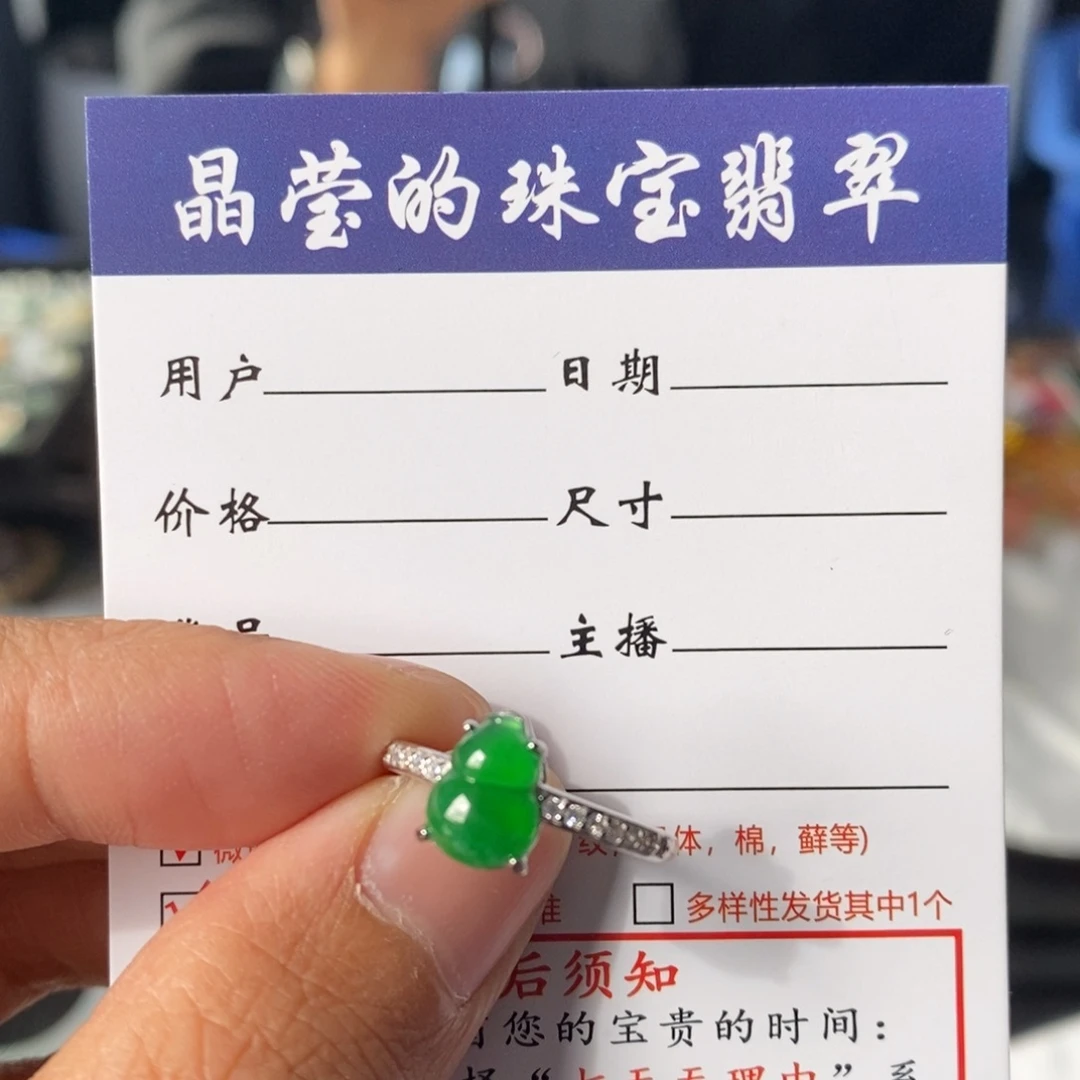 晶莹的珠宝翡翠
用户 日期
价格 尺寸
品 主播
体，棉，藓等)
多样性发货其中1个
后须知
您的宝贵的时间：